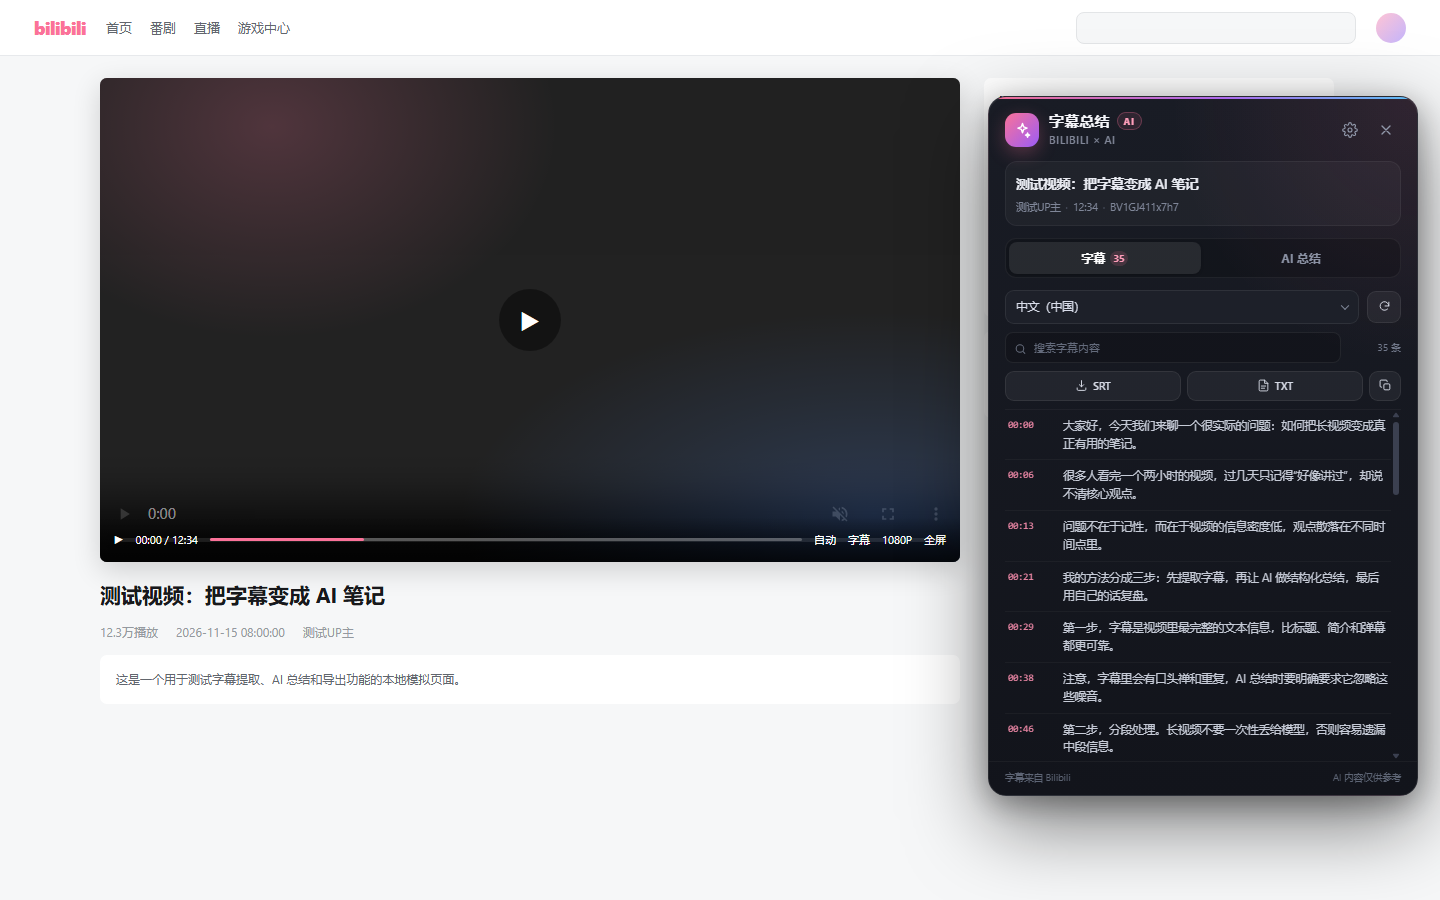 bilibili 首页 番剧 直播 游戏中心
0:00
00:00 / 12:34 自动 字幕 1080P 全屏
测试视频：把字幕变成 AI 笔记
12.3万播放 2026-11-15 08:00:00 测试UP主
这是一个用于测试字幕提取、AI 总结和导出功能的本地模拟页面。
字幕总结 AI
BILIBILI × AI
测试视频：把字幕变成 AI 笔记
测试UP主 · 12:34 · BV1GJ411x7h7
字幕 35 AI 总结
中文（中国）
搜索字幕内容 35 条
SRT TXT
00:00 大家好，今天我们来聊一个很实际的问题：如何把长视频变成真
正有用的笔记。
00:06 很多人看完一个两小时的视频，过几天只记得“好像讲过”，却说
不清核心观点。
00:13 问题不在于记性，而在于视频的信息密度低，观点散落在不同时
间点里。
00:21 我的方法分成三步：先提取字幕，再让 AI 做结构化总结，最后
用自己的话复盘。
00:29 第一步，字幕是视频里最完整的文本信息，比标题、简介和弹幕
都更可靠。
00:38 注意，字幕里会有口头禅和重复，AI 总结时要明确要求它忽略这
些噪音。
00:46 第二步，分段处理。长视频不要一次性丢给模型，否则容易遗漏
中段信息。
字幕来自 Bilibili AI 内容仅供参考